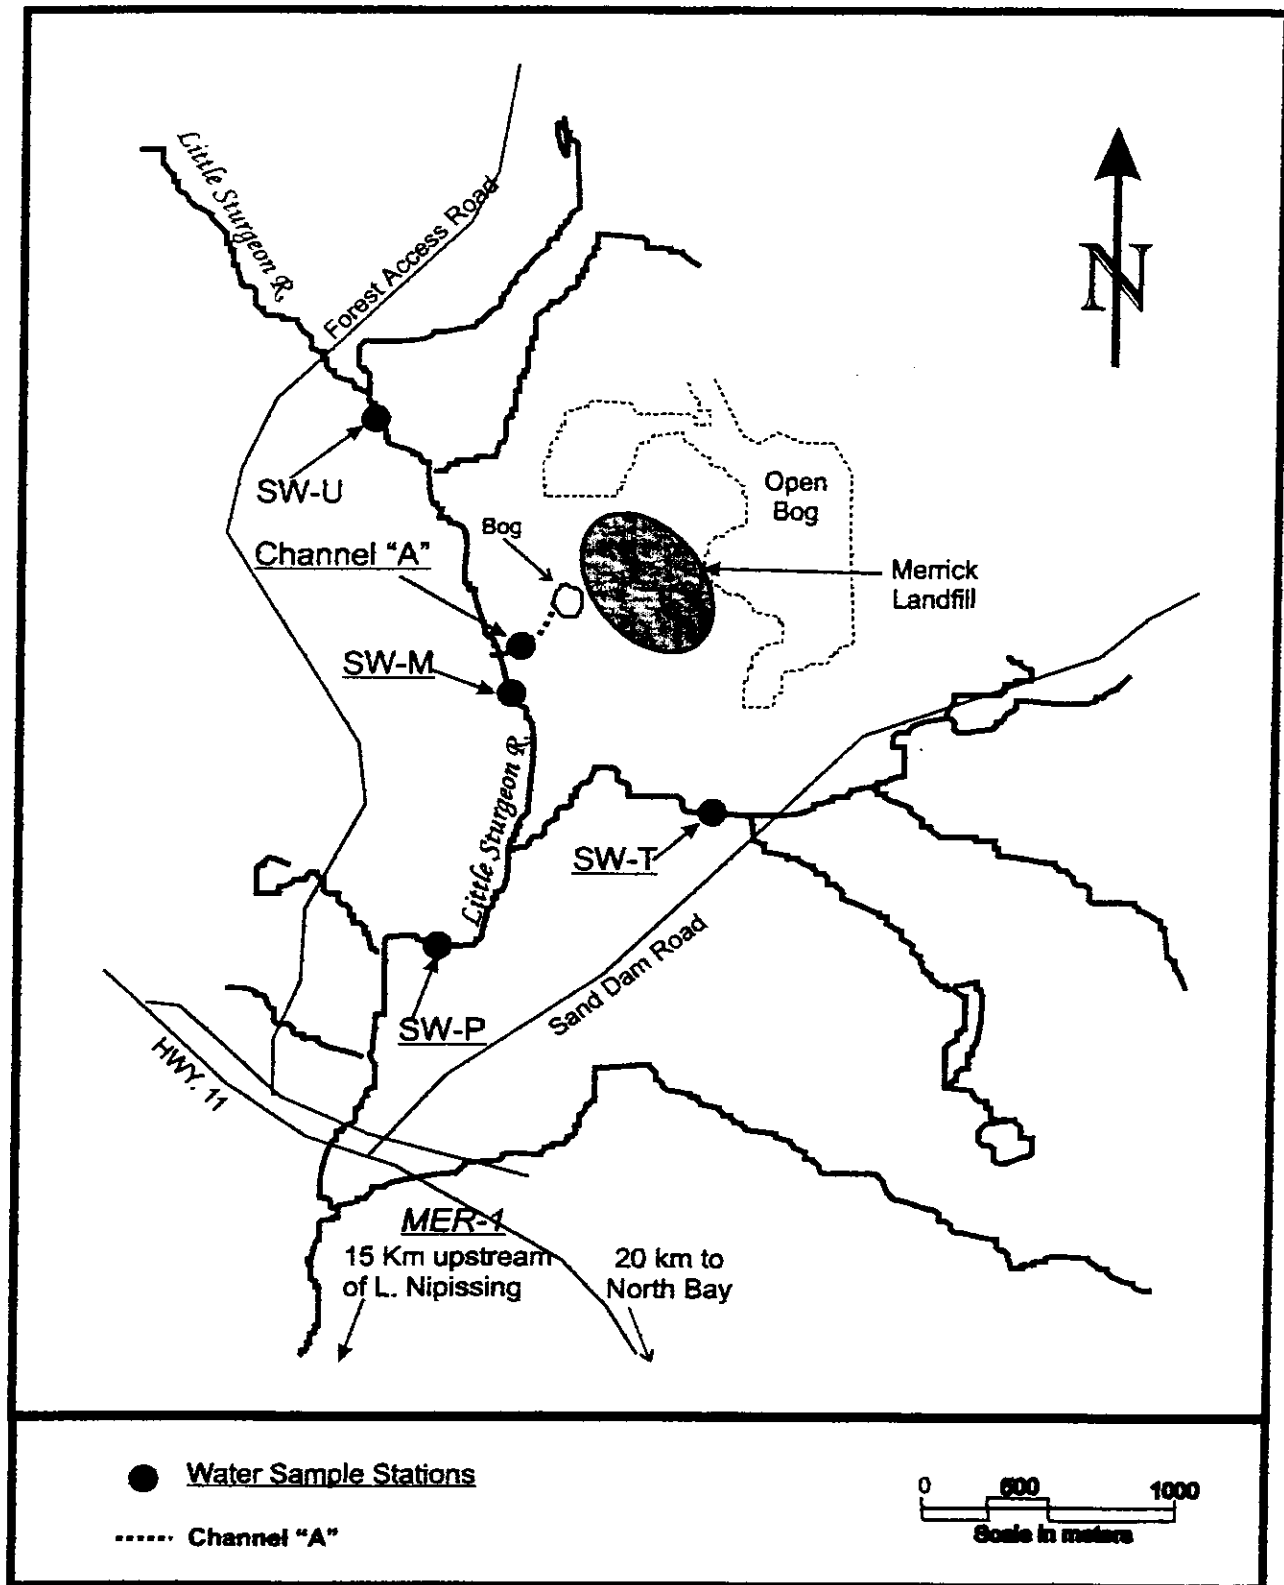 Little Sturgeon R.
Forest Access Road
N
SW-U
Open
Bog
Bog
Channel "A"
Merrick
Landfill
SW-M
Little Sturgeon R.
SW-T
Sand Dam Road
SW-P
HWY. 11
MER-1
15 Km upstream
of L. Nipissing
20 km to
North Bay
Water Sample Stations
Channel "A"
0 500 1000
Scale in meters